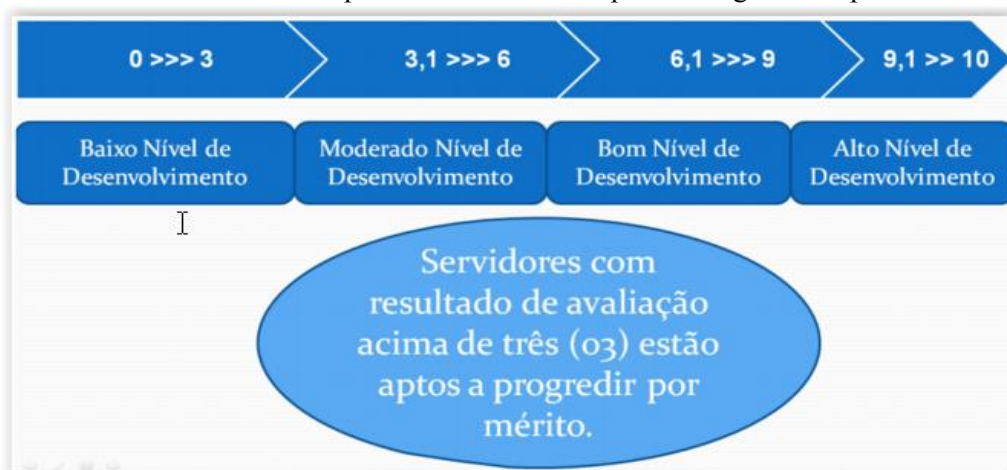 0 >>> 3
3,1 >>> 6
6,1 >>> 9
9,1 >> 10
Baixo Nível de
Desenvolvimento
Moderado Nível de
Desenvolvimento
Bom Nível de
Desenvolvimento
Alto Nível de
Desenvolvimento
Servidores com
resultado de avaliação
acima de três (03) estão
aptos a progredir por
mérito.